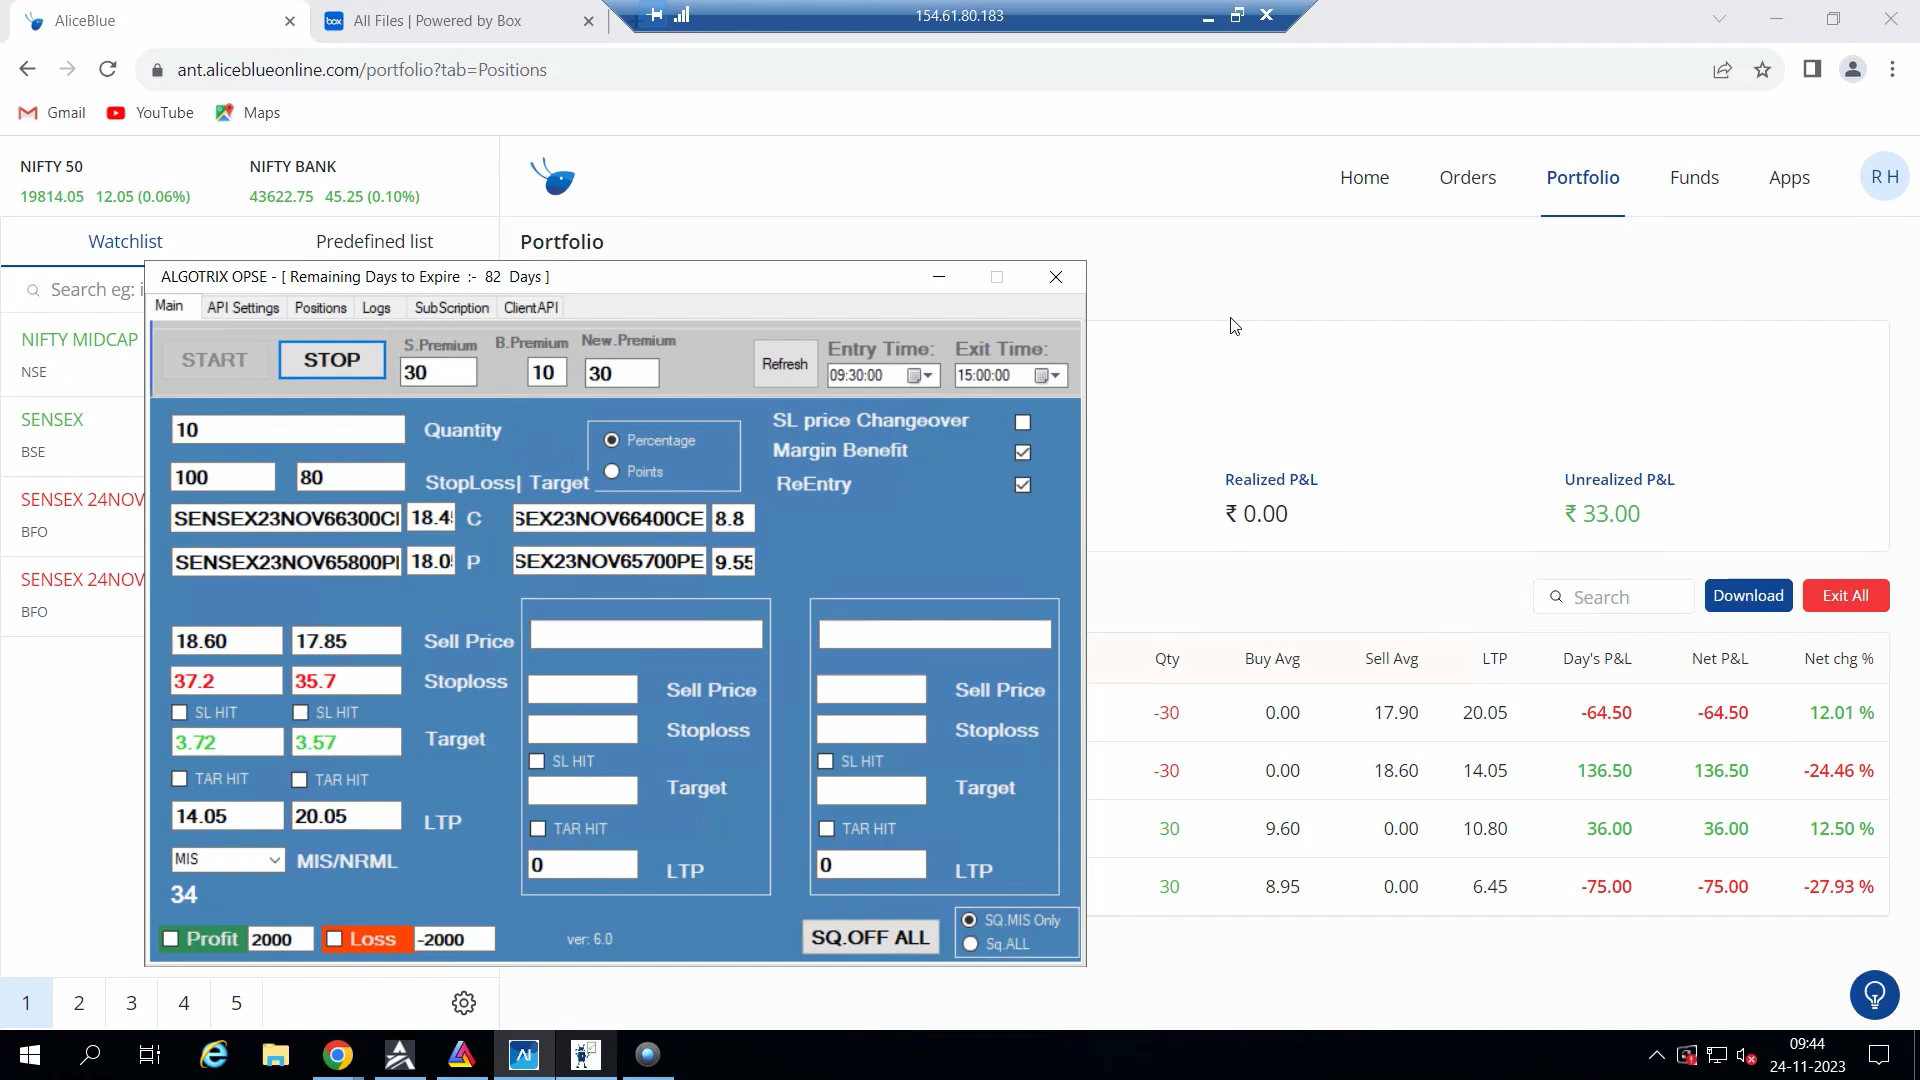 AliceBlue
box All Files | Powered by Box
154.61.80.183
ant.aliceblueonline.com/portfolio?tab=Positions
Gmail YouTube Maps
NIFTY 50
19814.05 12.05 (0.06%)
NIFTY BANK
43622.75 45.25 (0.10%)
Home Orders Portfolio Funds Apps R H
Watchlist Predefined list
Portfolio
Search eg: i
NIFTY MIDCAP
NSE
SENSEX
BSE
SENSEX 24NOV
BFO
SENSEX 24NOV
BFO
1 2 3 4 5
ALGOTRIX OPSE - [ Remaining Days to Expire :- 82 Days ]
Main API Settings Positions Logs SubScription ClientAPI
START STOP
S.Premium B.Premium New.Premium
30 10 30
Refresh
Entry Time: Exit Time:
09:30:00 15:00:00
10 Quantity
Percentage
Points
SL price Changeover
Margin Benefit
ReEntry
100 80 StopLoss| Target
SENSEX23NOV66300CI 18.4 C SEX23NOV66400CE 8.8
SENSEX23NOV65800PI 18.0 P SEX23NOV65700PE 9.55
18.60 17.85 Sell Price
37.2 35.7 Stoploss
SL HIT SL HIT
3.72 3.57 Target
TAR HIT TAR HIT
14.05 20.05 LTP
MIS MIS/NRML
34
Sell Price
Stoploss
SL HIT
Target
TAR HIT
0 LTP
Sell Price
Stoploss
SL HIT
Target
TAR HIT
0 LTP
Profit 2000 Loss -2000
ver: 6.0
SQ.OFF ALL
SQ.MIS Only
Sq.ALL
Realized P&L
₹ 0.00
Unrealized P&L
₹ 33.00
Search Download Exit All
Qty Buy Avg Sell Avg LTP Day's P&L Net P&L Net chg %
-30 0.00 17.90 20.05 -64.50 -64.50 12.01 %
-30 0.00 18.60 14.05 136.50 136.50 -24.46 %
30 9.60 0.00 10.80 36.00 36.00 12.50 %
30 8.95 0.00 6.45 -75.00 -75.00 -27.93 %
09:44
24-11-2023